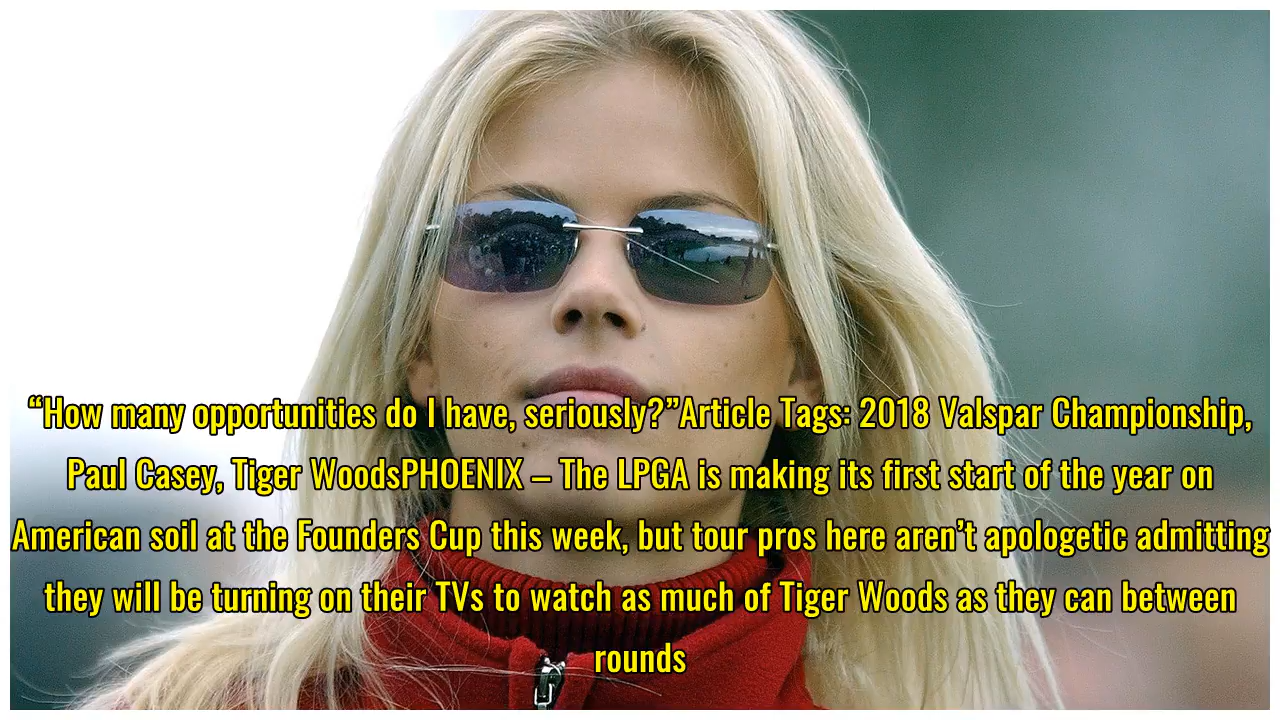 “How many opportunities do I have, seriously?”Article Tags: 2018 Valspar Championship,
Paul Casey, Tiger WoodsPHOENIX – The LPGA is making its first start of the year on
American soil at the Founders Cup this week, but tour pros here aren’t apologetic admitting
they will be turning on their TVs to watch as much of Tiger Woods as they can between
rounds